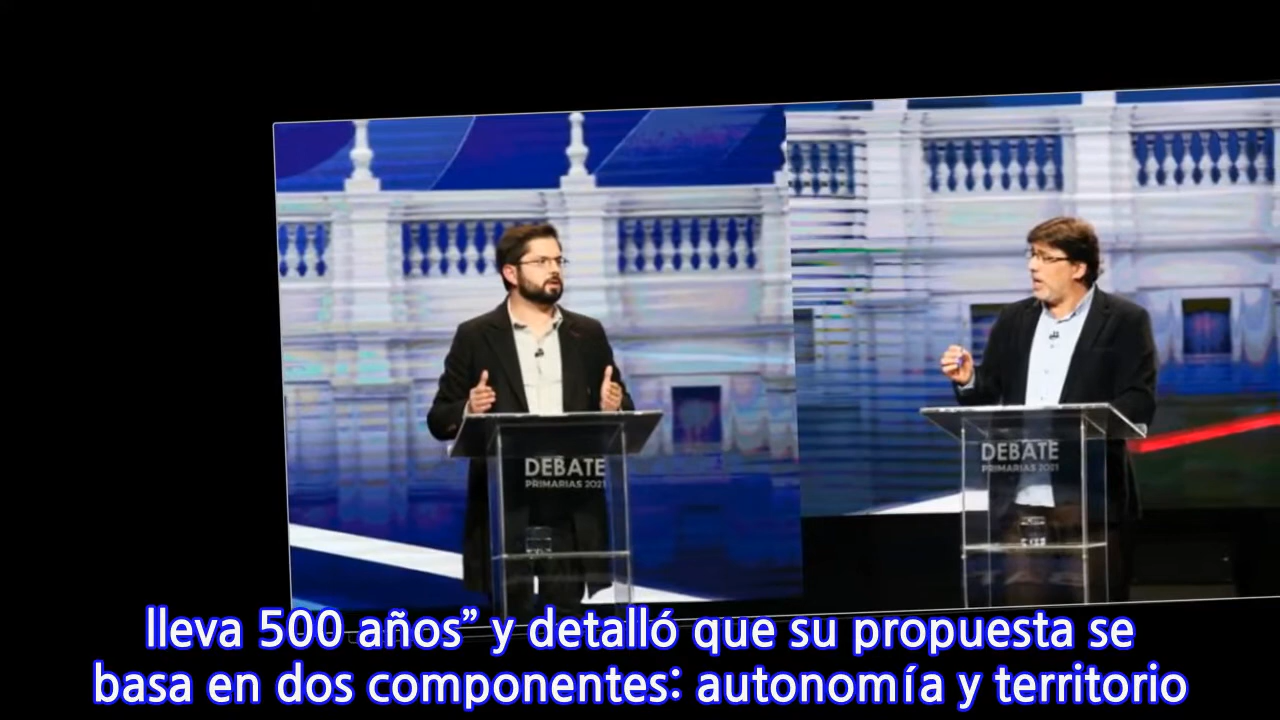 DEBATE
PRIMARIAS 2021
DEBATE
PRIMARIAS 2021
lleva 500 años” y detalló que su propuesta se
basa en dos componentes: autonomía y territorio